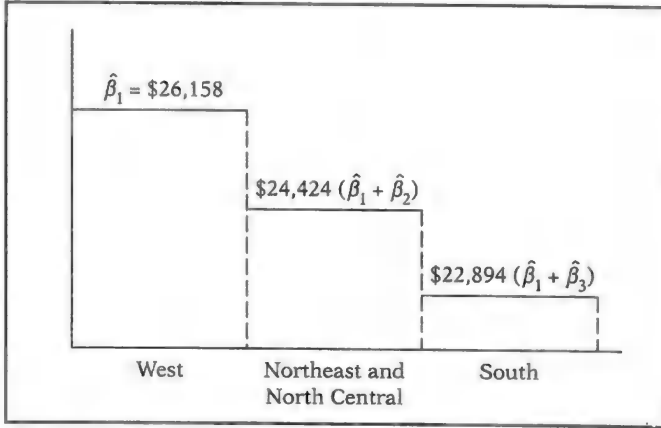 β̂₁ = $26,158
$24,424 (β̂₁ + β̂₂)
$22,894 (β̂₁ + β̂₃)
West
Northeast and
North Central
South